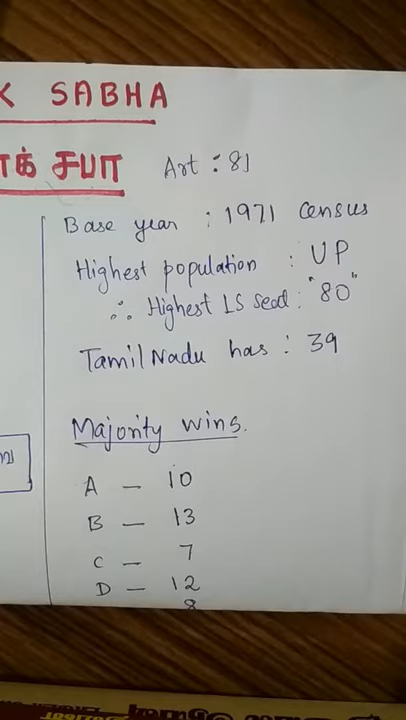 K SABHA
லோக் சபா Art : 81
Base year : 1971 Census
Highest population : UP
∴ Highest LS seat : "80"
Tamil Nadu has : 39
Majority wins.
A — 10
B — 13
C — 7
D — 12
8